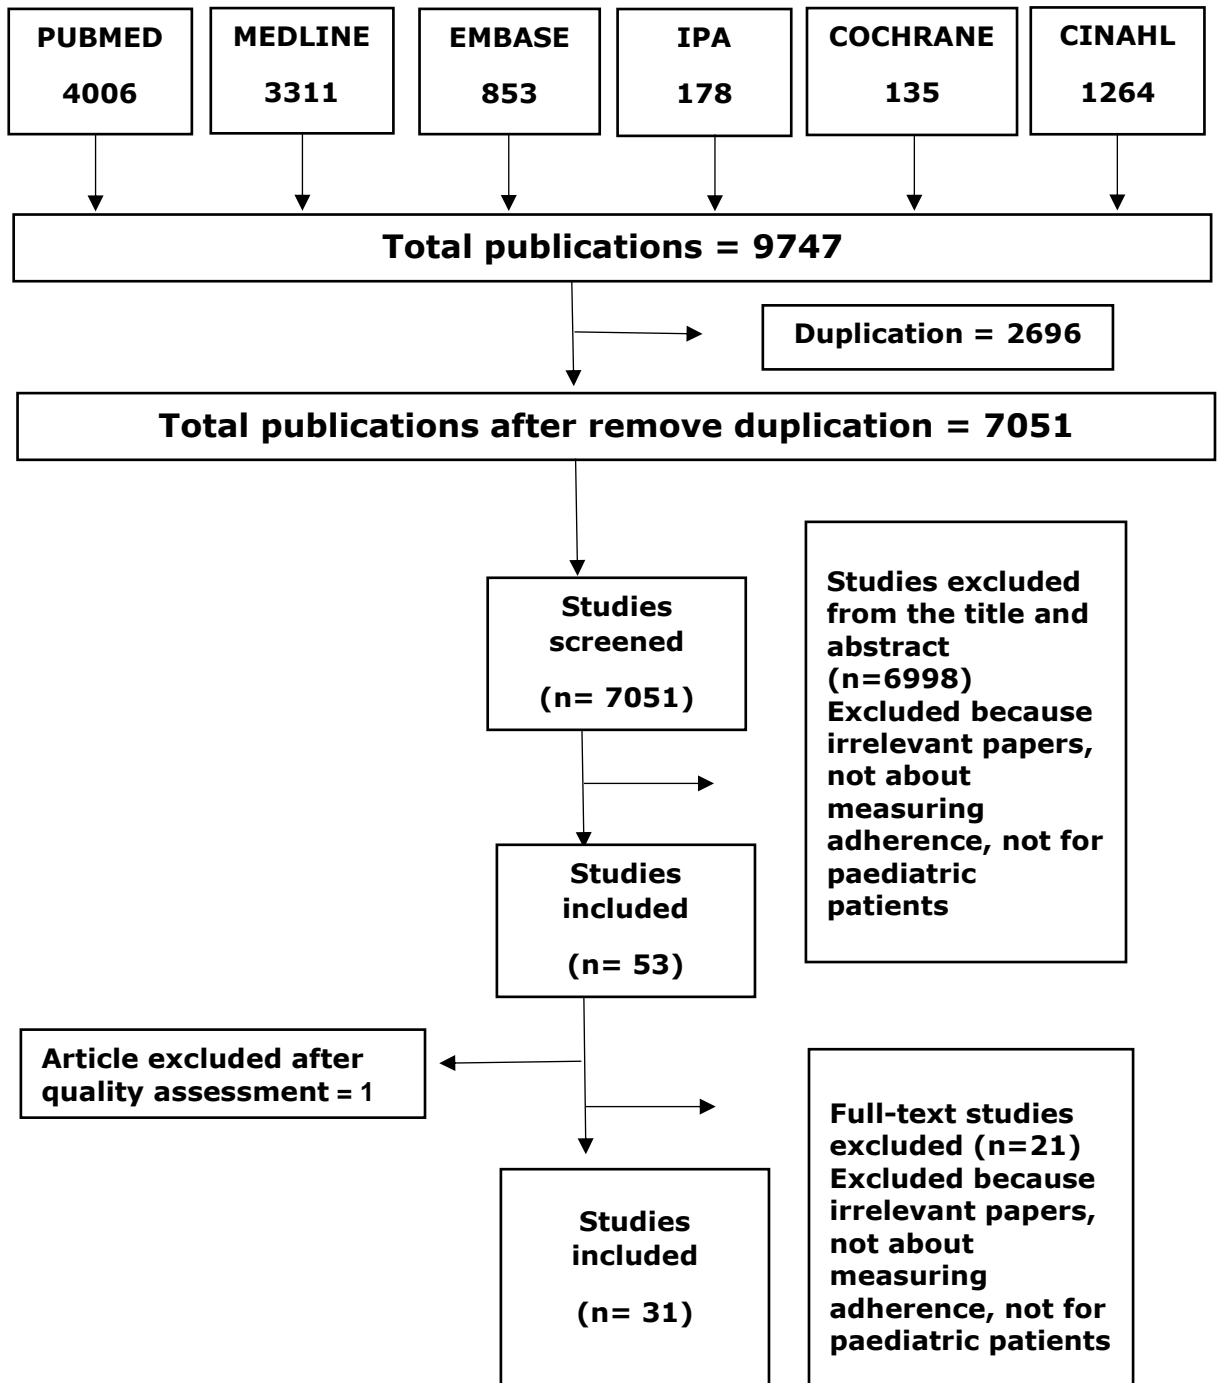 PUBMED
4006
MEDLINE
3311
EMBASE
853
IPA
178
COCHRANE
135
CINAHL
1264
Total publications = 9747
Duplication = 2696
Total publications after remove duplication = 7051
Studies
screened
(n= 7051)
Studies excluded
from the title and
abstract
(n=6998)
Excluded because
irrelevant papers,
not about
measuring
adherence, not for
paediatric
patients
Studies
included
(n= 53)
Article excluded after
quality assessment = 1
Full-text studies
excluded (n=21)
Excluded because
irrelevant papers,
not about
measuring
adherence, not for
paediatric patients
Studies
included
(n= 31)